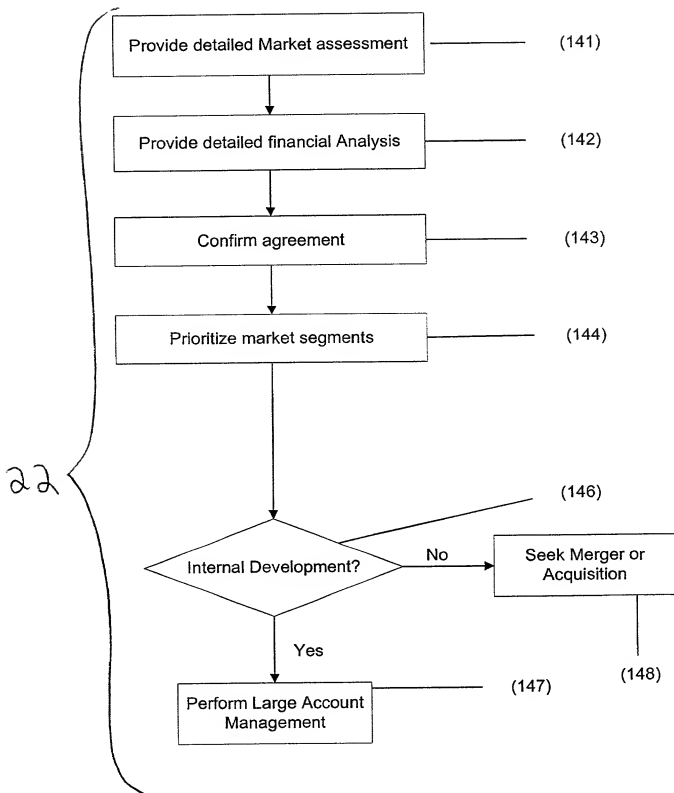 Provide detailed Market assessment
(141)
Provide detailed financial Analysis
(142)
Confirm agreement
(143)
Prioritize market segments
(144)
22
(146)
Internal Development?
No
Seek Merger or
Acquisition
Yes
(148)
(147)
Perform Large Account
Management